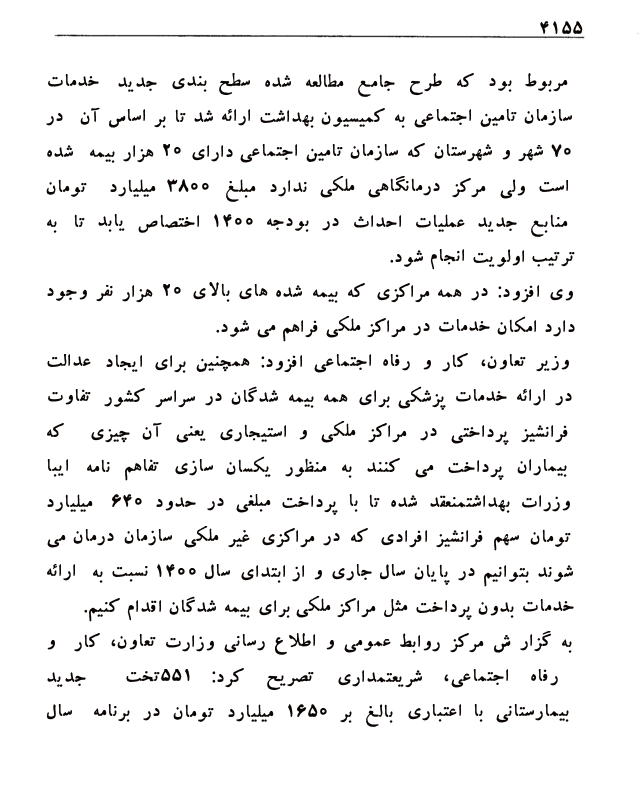 ۴۱۵۵
مربوط بود که طرح جامع مطالعه شده سطح بندی جدید خدمات
سازمان تامین اجتماعی به کمیسیون بهداشت ارائه شد تا بر اساس آن در
۷۰ شهر و شهرستان که سازمان تامین اجتماعی دارای ۲۰ هزار بیمه شده
است ولی مرکز درمانگاهی ملکی ندارد مبلغ ۳۸۰۰ میلیارد تومان
منابع جدید عملیات احداث در بودجه ۱۴۰۰ اختصاص یابد تا به
ترتیب اولویت انجام شود.
وی افزود: در همه مراکزی که بیمه شده های بالای ۲۰ هزار نفر وجود
دارد امکان خدمات در مراکز ملکی فراهم می شود.
وزیر تعاون، کار و رفاه اجتماعی افزود: همچنین برای ایجاد عدالت
در ارائه خدمات پزشکی برای همه بیمه شدگان در سراسر کشور تفاوت
فرانشیز پرداختی در مراکز ملکی و استیجاری یعنی آن چیزی که
بیماران پرداخت می کنند به منظور یکسان سازی تفاهم نامه ایبا
وزرات بهداشتمنعقد شده تا با پرداخت مبلغی در حدود ۶۴۰ میلیارد
تومان سهم فرانشیز افرادی که در مراکزی غیر ملکی سازمان درمان می
شوند بتوانیم در پایان سال جاری و از ابتدای سال ۱۴۰۰ نسبت به ارائه
خدمات بدون پرداخت مثل مراکز ملکی برای بیمه شدگان اقدام کنیم.
به گزار ش مرکز روابط عمومی و اطلاع رسانی وزارت تعاون، کار و
رفاه اجتماعی، شریعتمداری تصریح کرد: ۵۵۱تخت جدید
بیمارستانی با اعتباری بالغ بر ۱۶۵۰ میلیارد تومان در برنامه سال